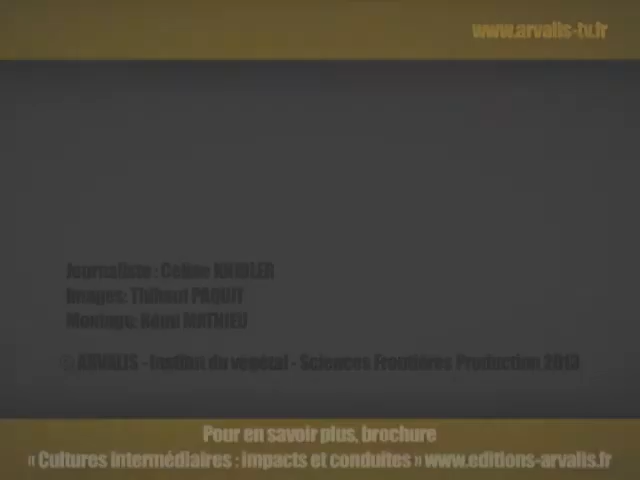 www.arvalis-tv.fr
Journaliste : Céline
Images: Thibaut PAQUIT
Montage: Rémi MATHIEU
© ARVALIS - Institut du végétal - Sciences Frontières Production 2013
Pour en savoir plus, brochure
« Cultures intermédiaires : impacts et conduites » www.editions-arvalis.fr